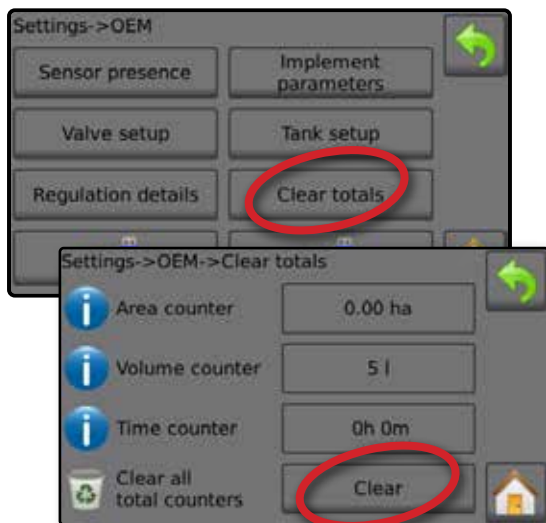 Settings->OEM
Sensor presence
Implement
parameters
Valve setup
Tank setup
Regulation details
Clear totals
Settings->OEM->Clear totals
i Area counter
0.00 ha
i Volume counter
5 l
i Time counter
0h 0m
Clear all
total counters
Clear